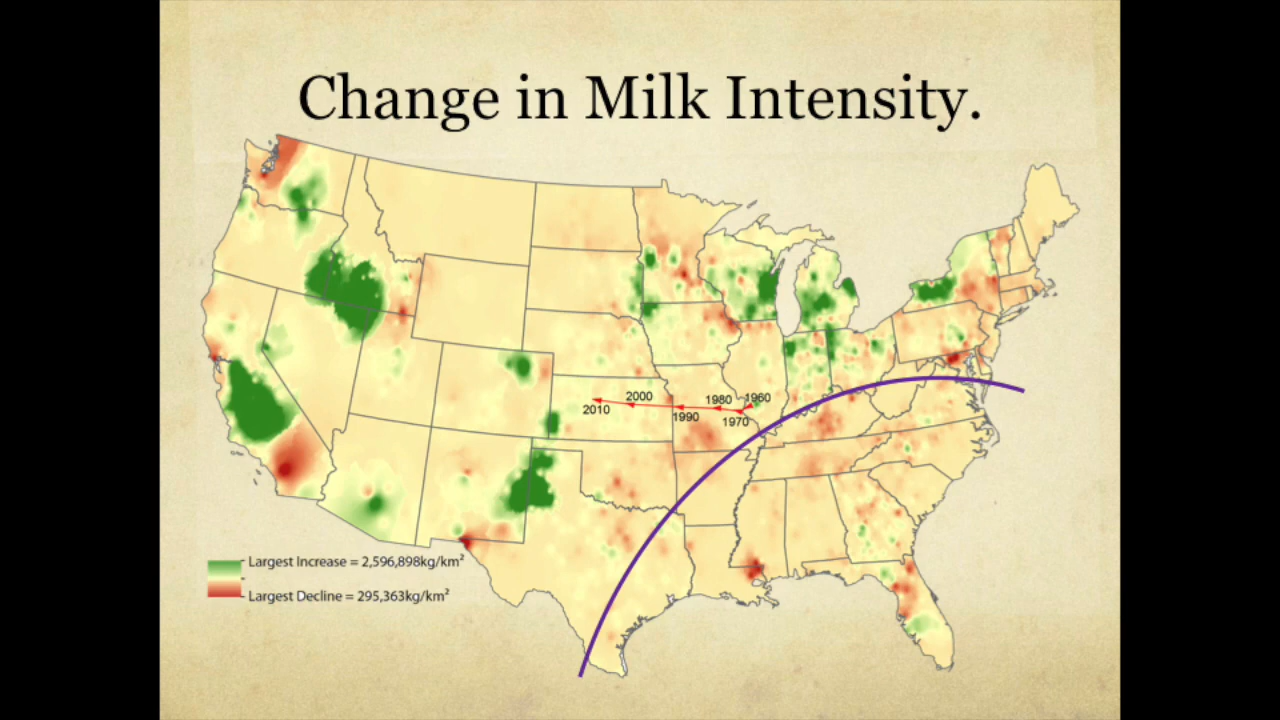 Change in Milk Intensity.
2010
2000
1990
1980
1970
1960
Largest Increase = 2,596,898kg/km²
Largest Decline = 295,363kg/km²